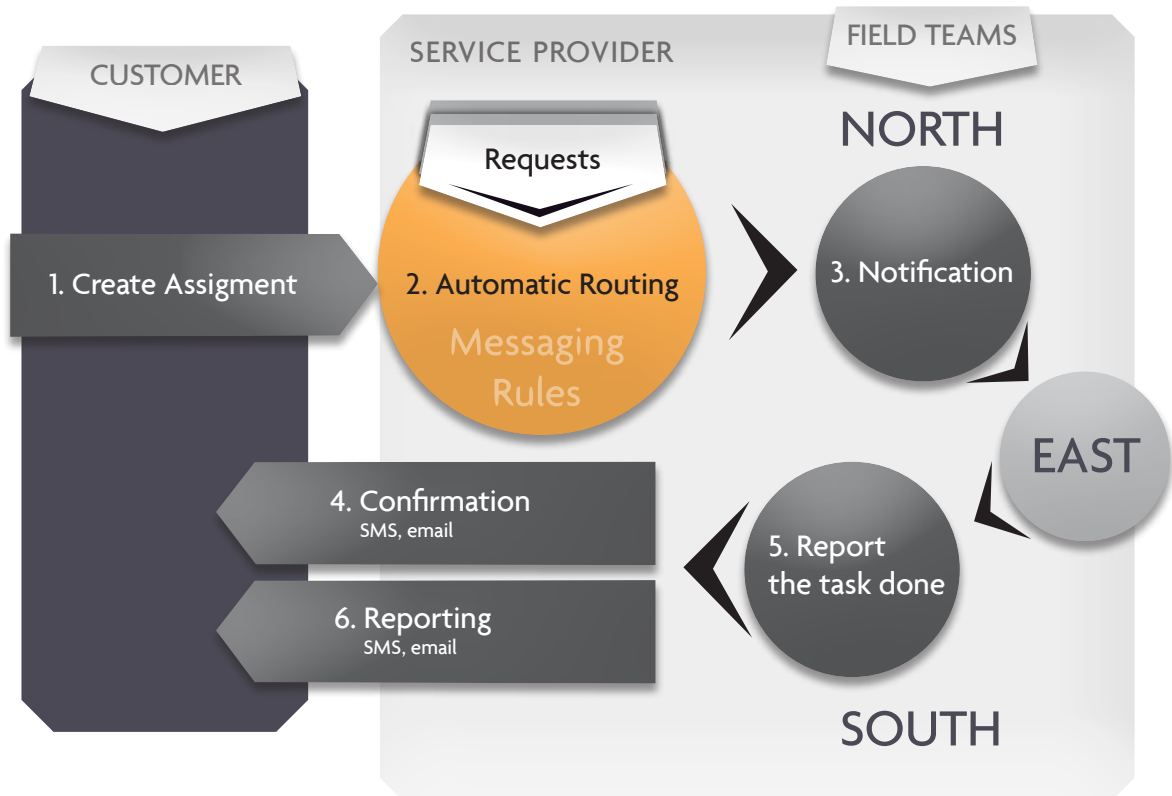 CUSTOMER
SERVICE PROVIDER
FIELD TEAMS
NORTH
Requests
1. Create Assigment
2. Automatic Routing
Messaging
Rules
3. Notification
EAST
4. Confirmation
SMS, email
5. Report
the task done
6. Reporting
SMS, email
SOUTH